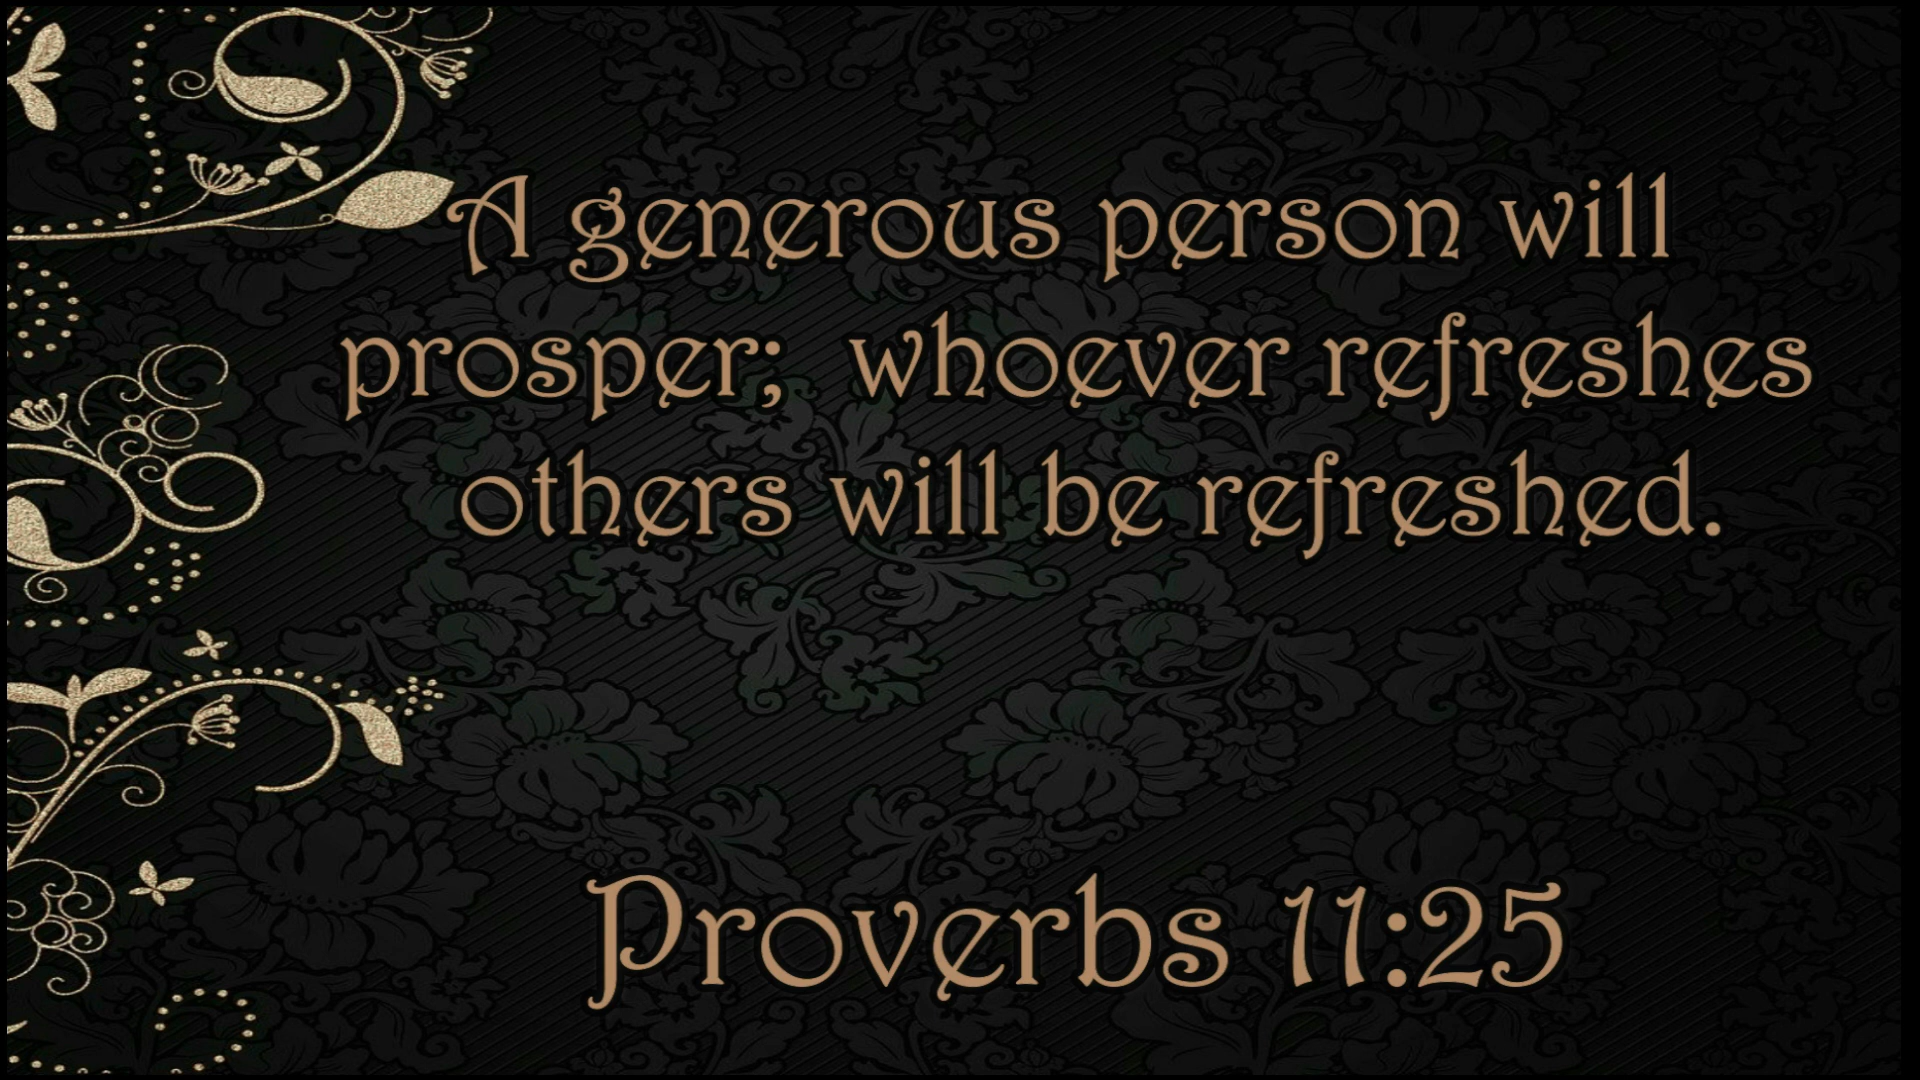 A generous person will
prosper; whoever refreshes
others will be refreshed.
Proverbs 11:25